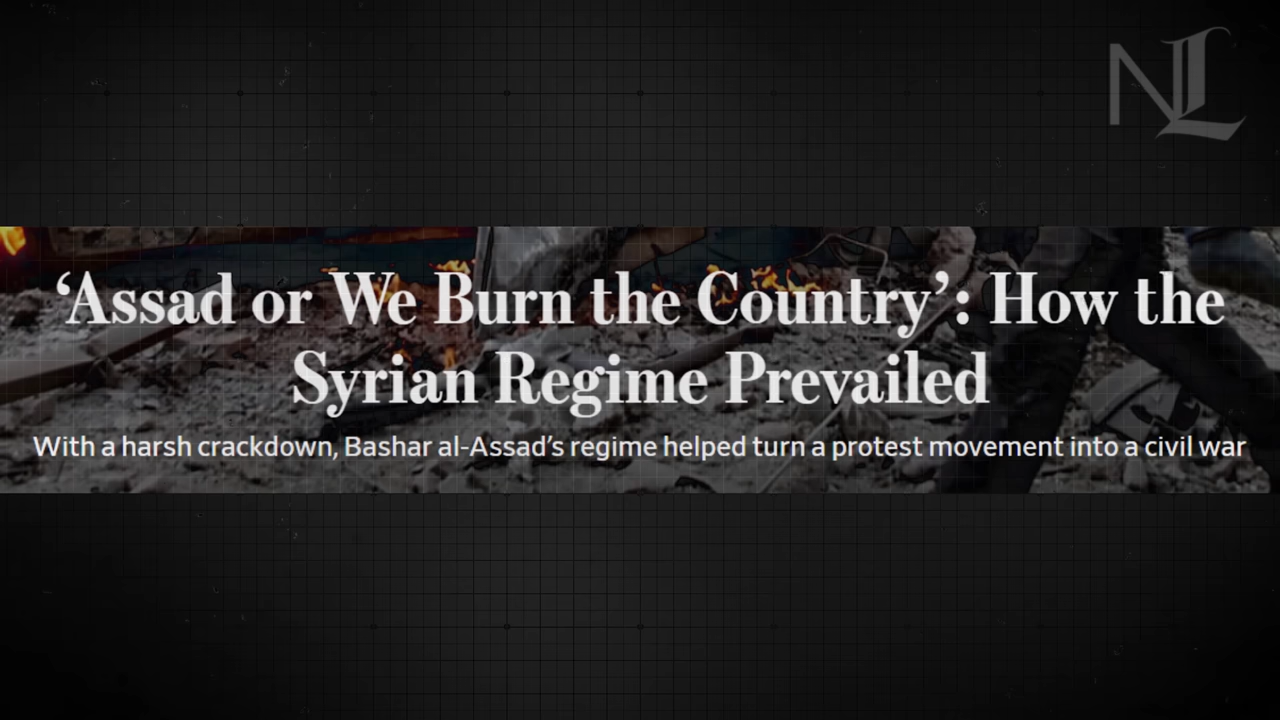 NL
‘Assad or We Burn the Country’: How the
Syrian Regime Prevailed
With a harsh crackdown, Bashar al-Assad’s regime helped turn a protest movement into a civil war